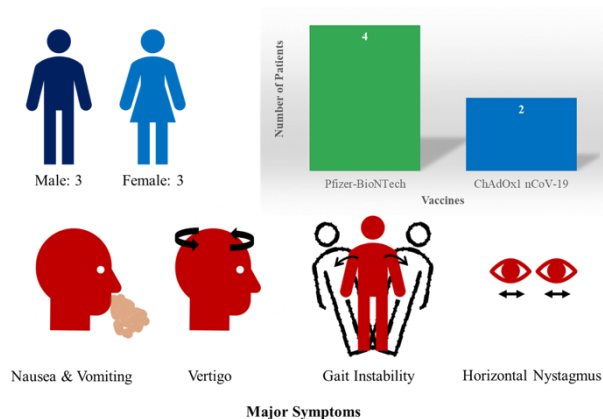 4
2
Number of Patients
Pfizer-BioNTech
ChAdOx1 nCoV-19
Vaccines
Male: 3
Female: 3
Nausea & Vomiting
Vertigo
Gait Instability
Horizontal Nystagmus
Major Symptoms